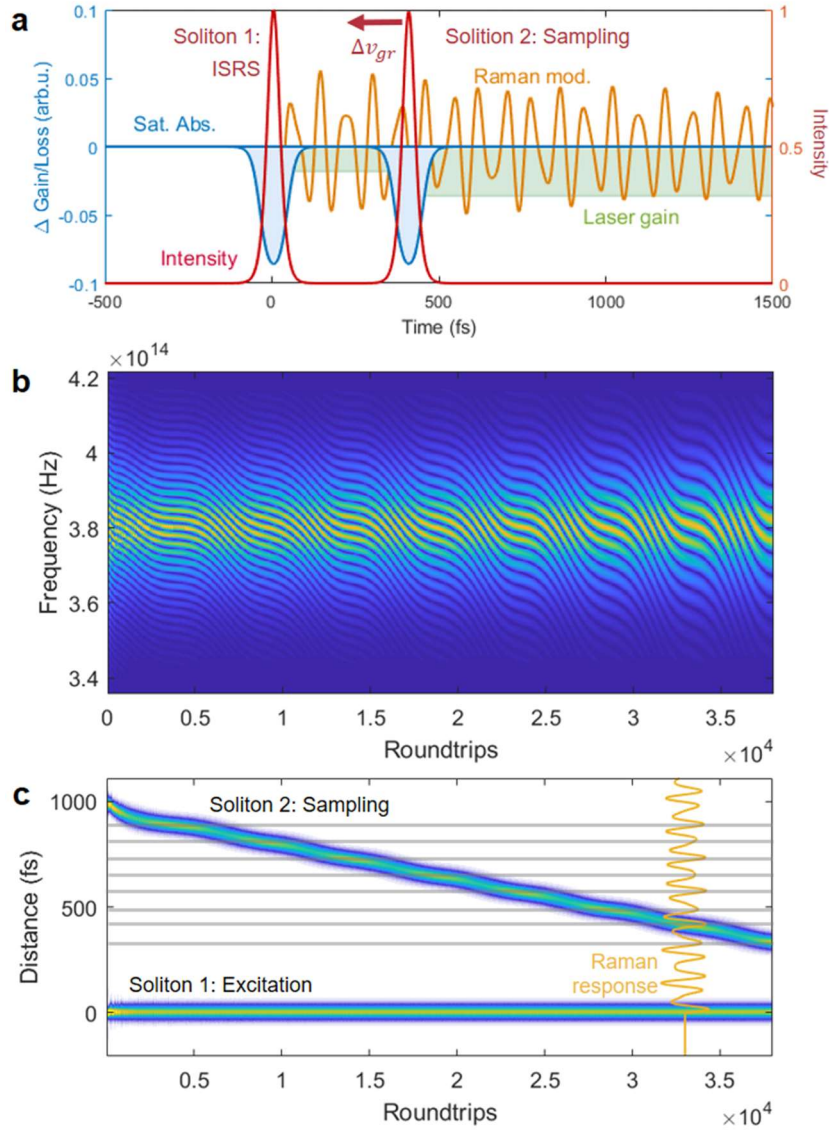 a
Soliton 1:
ISRS
Δv_gr
Solition 2: Sampling
Raman mod.
Sat. Abs.
Laser gain
Intensity
Δ Gain/Loss (arb.u.)
0.1
0.05
0
-0.05
-0.1
1
0.5
0
Intensity
-500
0
500
1000
1500
Time (fs)
b
× 10^14
4.2
4
3.8
3.6
3.4
Frequency (Hz)
0
0.5
1
1.5
2
2.5
3
3.5
Roundtrips
× 10^4
c
Soliton 2: Sampling
1000
500
0
Distance (fs)
Soliton 1: Excitation
Raman
response
0.5
1
1.5
2
2.5
3
3.5
Roundtrips
× 10^4